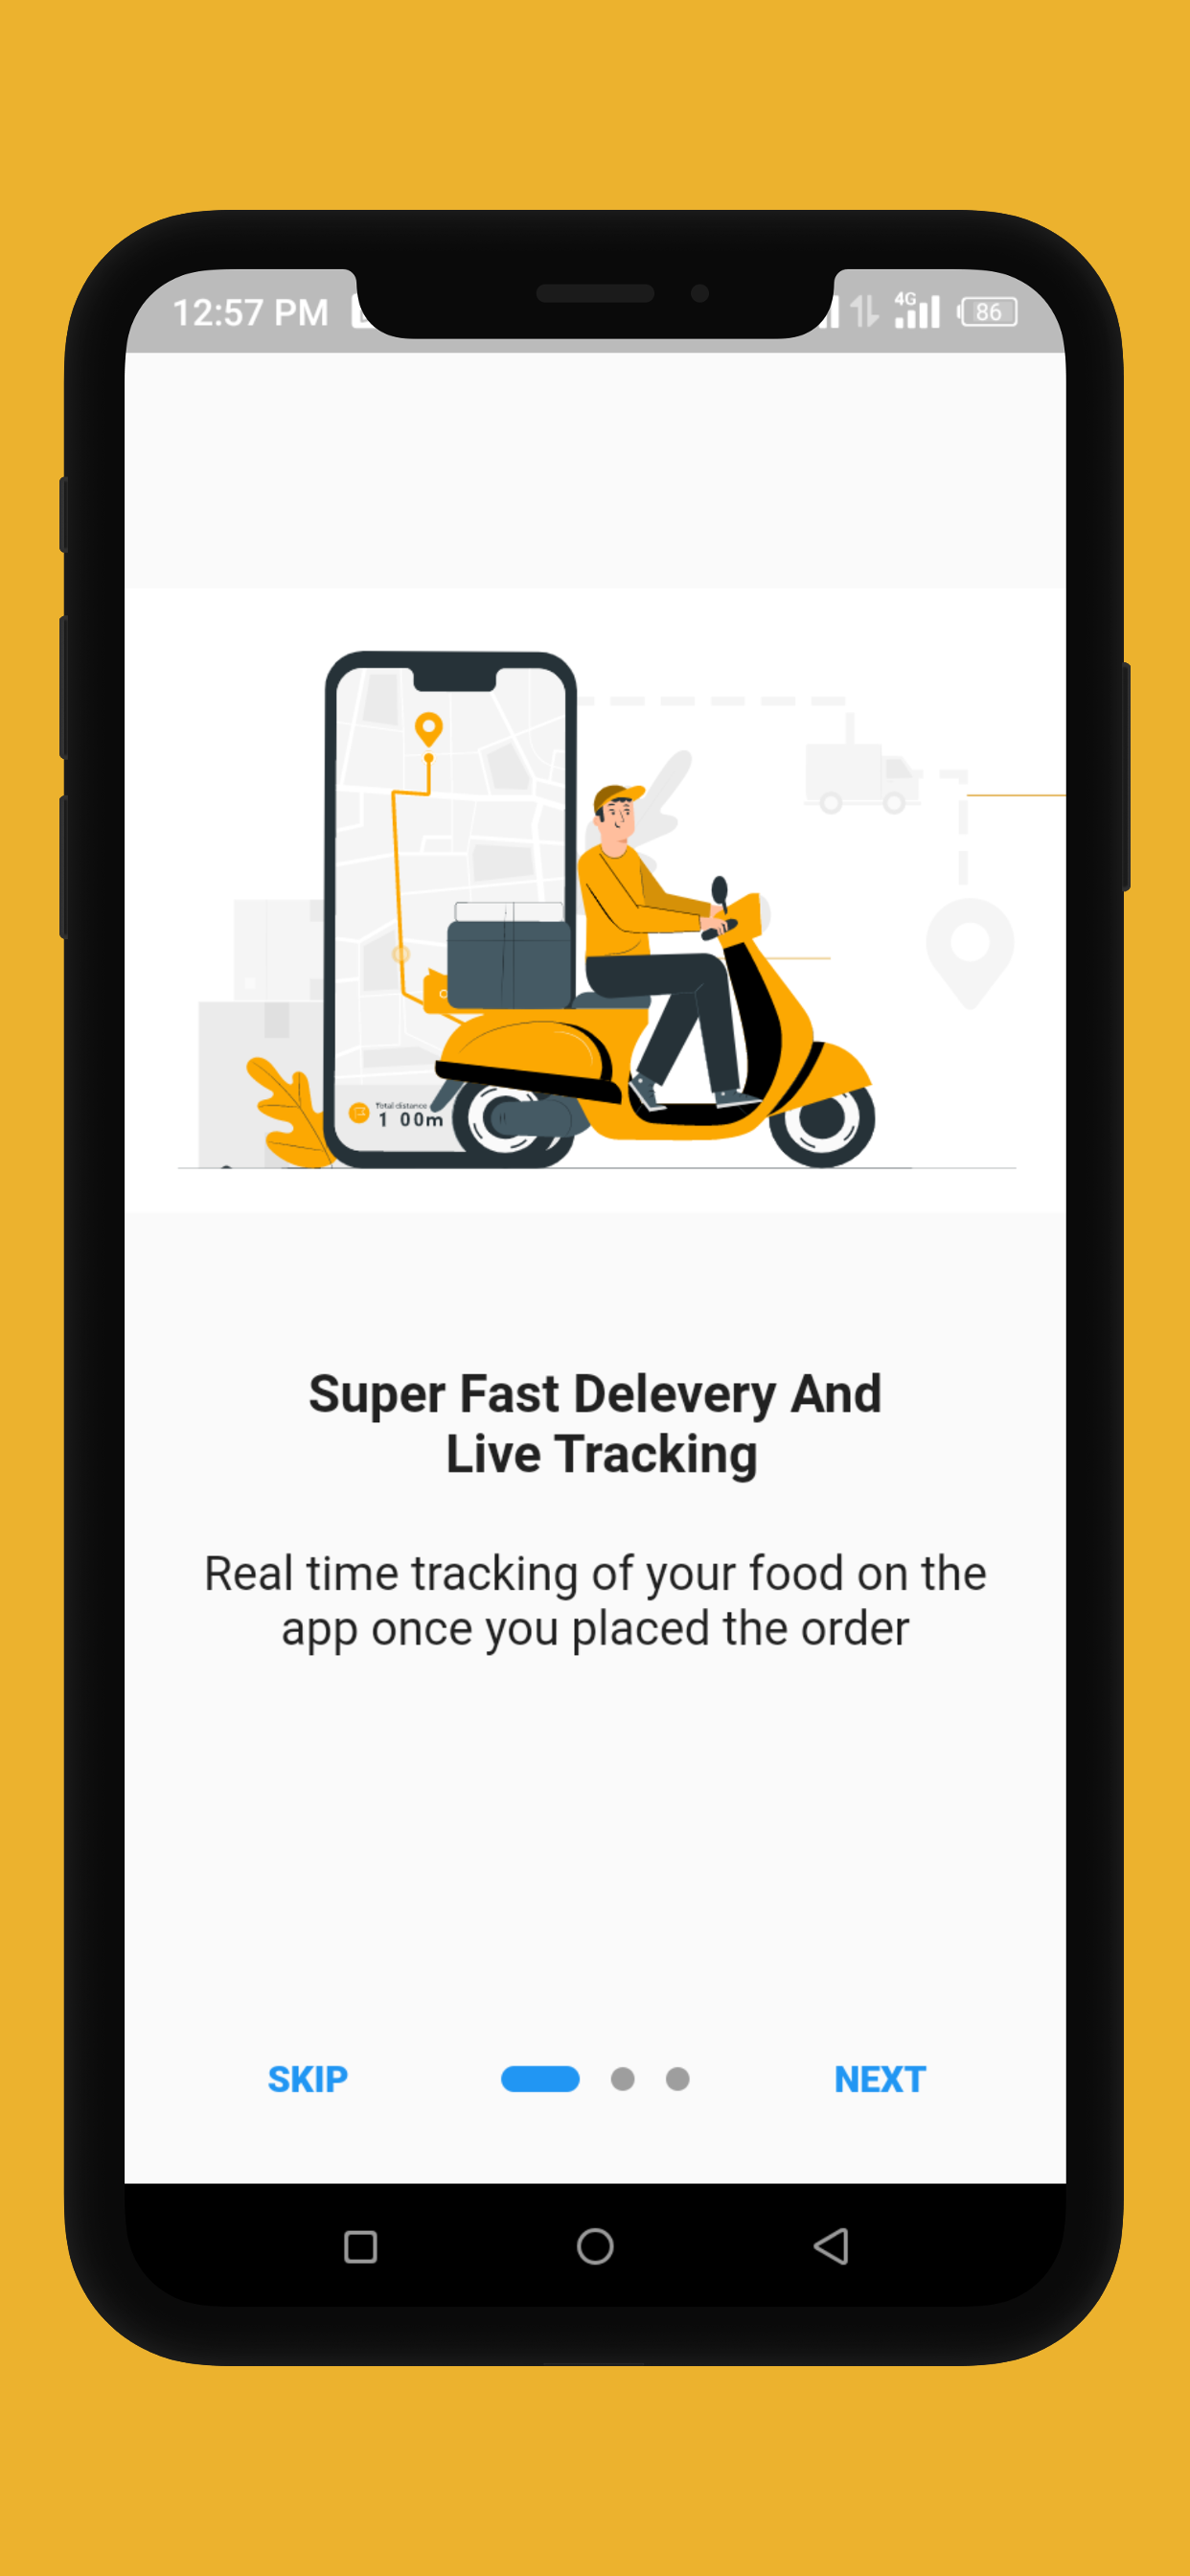 12:57 PM
4G
86
Total distance
1 00m
Super Fast Delevery And
Live Tracking
Real time tracking of your food on the
app once you placed the order
SKIP
NEXT